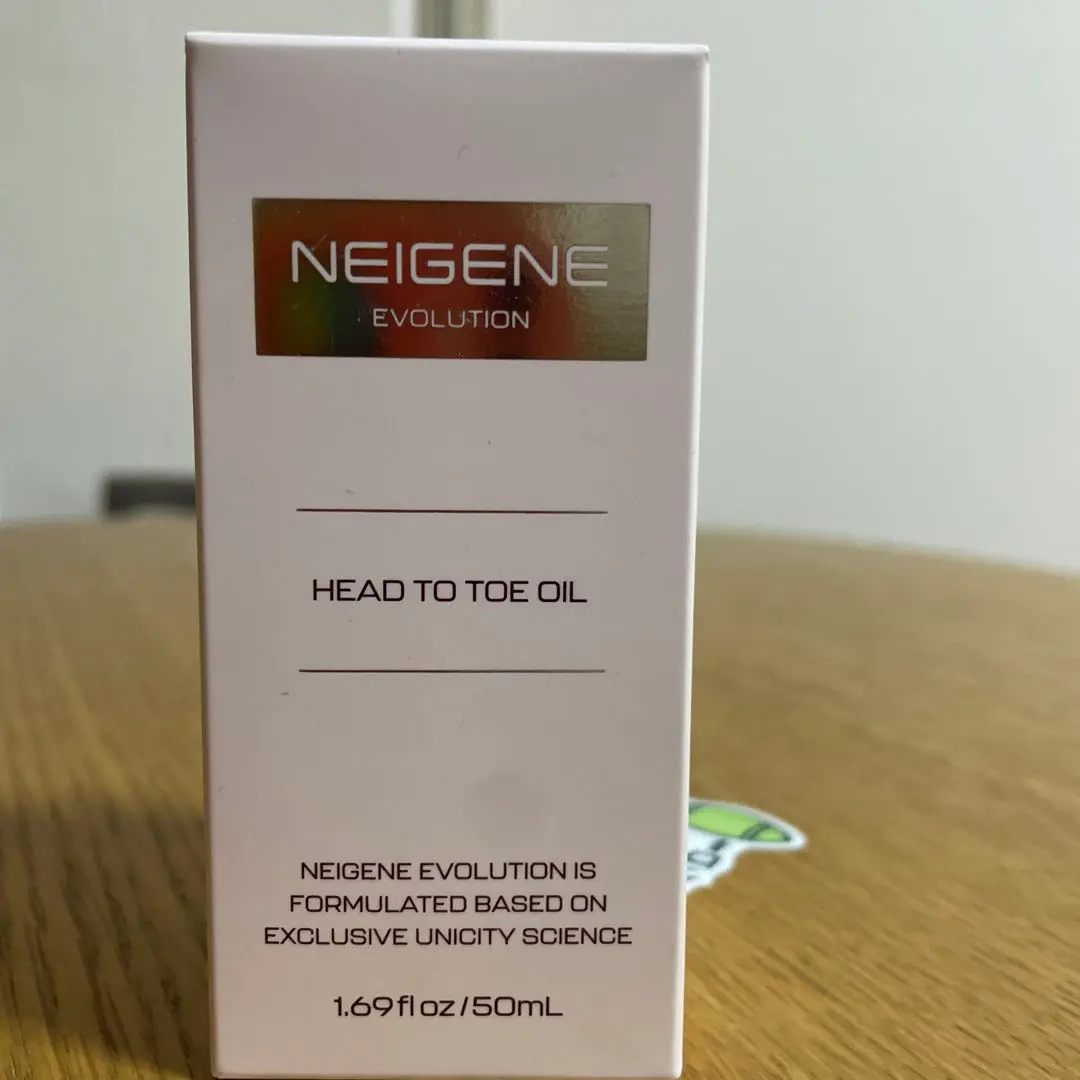 NEIGENE
EVOLUTION
HEAD TO TOE OIL
NEIGENE EVOLUTION IS
FORMULATED BASED ON
EXCLUSIVE UNICITY SCIENCE
1.69 fl oz / 50mL